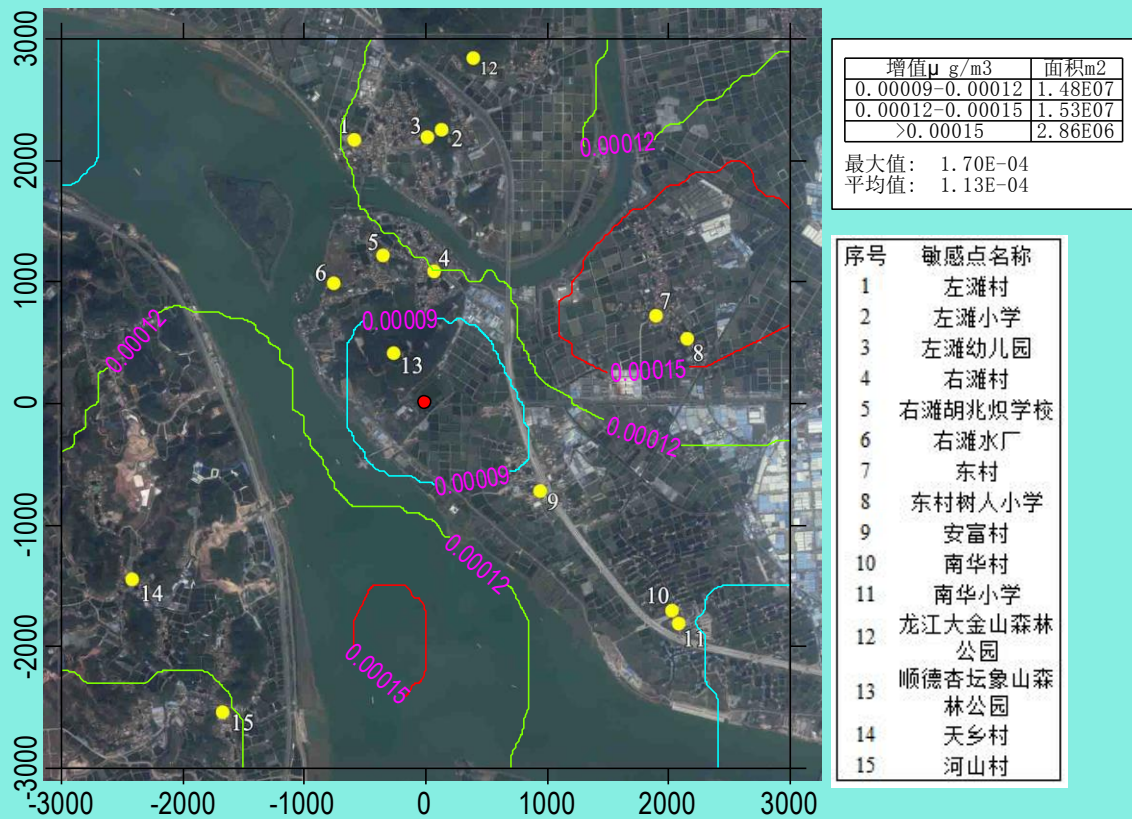 3000
2000
1000
0
-1000
-2000
-3000
-3000
-2000
-1000
0
1000
2000
3000
12
1
3
2
5
4
6
7
8
13
9
10
11
14
15
0.00012
0.00009
0.00012
0.00015
0.00012
0.00009
0.00012
0.00015
增值μ g/m3 面积m2
0.00009-0.00012 1.48E07
0.00012-0.00015 1.53E07
>0.00015 2.86E06
最大值: 1.70E-04
平均值: 1.13E-04
序号 敏感点名称
1 左滩村
2 左滩小学
3 左滩幼儿园
4 右滩村
5 右滩胡兆炽学校
6 右滩水厂
7 东村
8 东村树人小学
9 安富村
10 南华村
11 南华小学
12 龙江大金山森林
公园
13 顺德杏坛象山森
林公园
14 天乡村
15 河山村